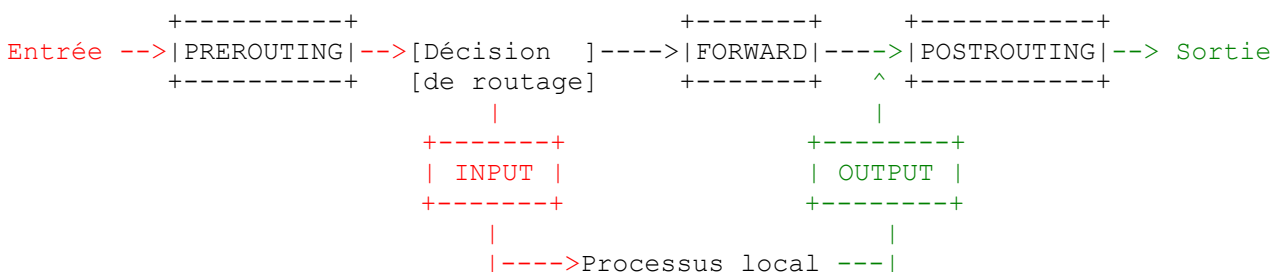 +----------+ +-------+ +-----------+
Entrée -->|PREROUTING|-->[Décision ]---->|FORWARD|---->|POSTROUTING|--> Sortie
+----------+ [de routage] +-------+ ^ +-----------+
| |
+-------+ +--------+
| INPUT | | OUTPUT |
+-------+ +--------+
| |
|---->Processus local ---|